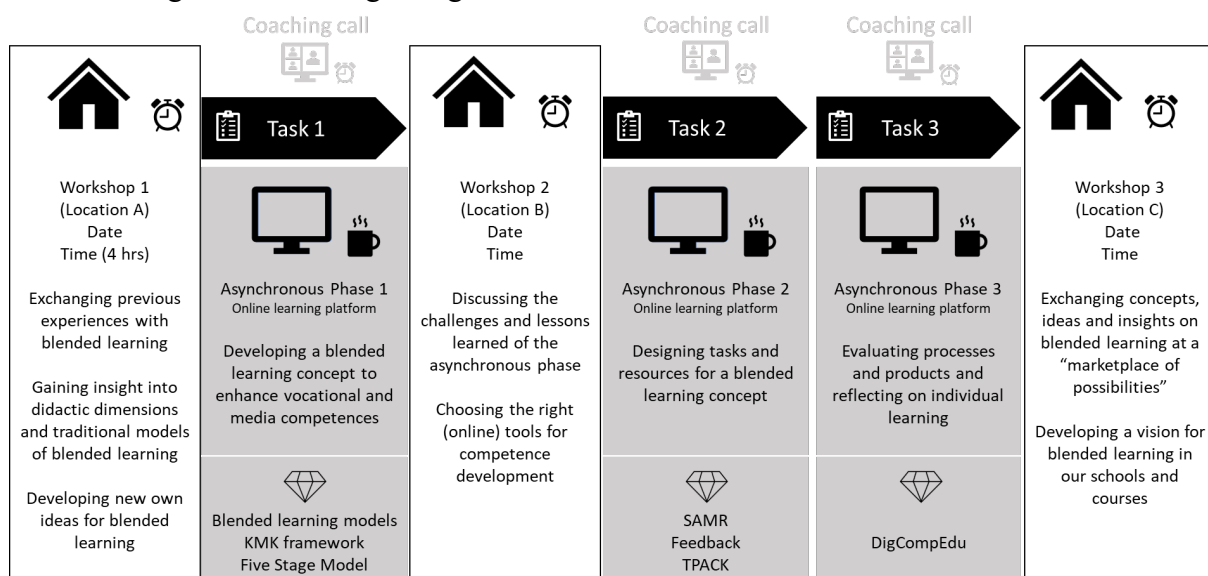 Coaching call
Coaching call
Coaching call
Task 1
Task 2
Task 3
Workshop 1
(Location A)
Date
Time (4 hrs)
Exchanging previous
experiences with
blended learning
Gaining insight into
didactic dimensions
and traditional models
of blended learning
Developing new own
ideas for blended
learning
Asynchronous Phase 1
Online learning platform
Developing a blended
learning concept to
enhance vocational and
media competences
Blended learning models
KMK framework
Five Stage Model
Workshop 2
(Location B)
Date
Time
Discussing the
challenges and lessons
learned of the
asynchronous phase
Choosing the right
(online) tools for
competence
development
Asynchronous Phase 2
Online learning platform
Designing tasks and
resources for a blended
learning concept
SAMR
Feedback
TPACK
Asynchronous Phase 3
Online learning platform
Evaluating processes
and products and
reflecting on individual
learning
DigCompEdu
Workshop 3
(Location C)
Date
Time
Exchanging concepts,
ideas and insights on
blended learning at a
“marketplace of
possibilities”
Developing a vision for
blended learning in
our schools and
courses